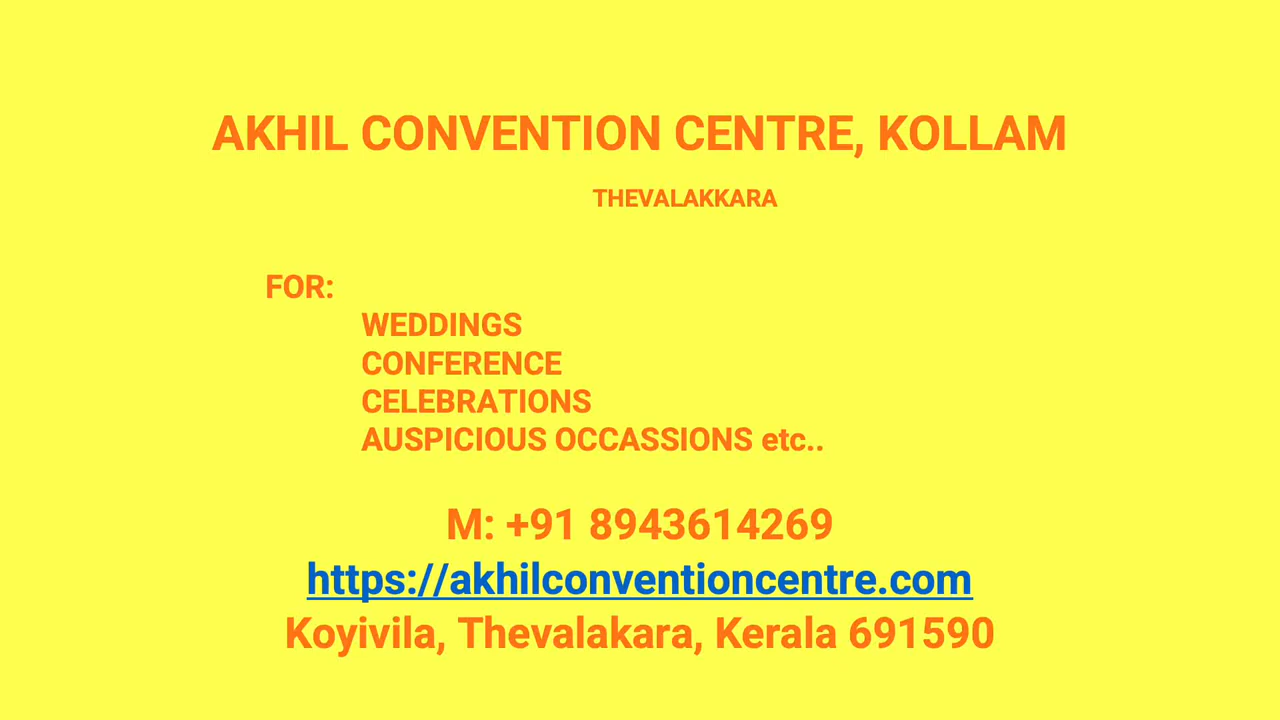 AKHIL CONVENTION CENTRE, KOLLAM
THEVALAKKARA
FOR:
WEDDINGS
CONFERENCE
CELEBRATIONS
AUSPICIOUS OCCASSIONS etc..
M: +91 8943614269
https://akhilconventioncentre.com
Koyivila, Thevalakara, Kerala 691590